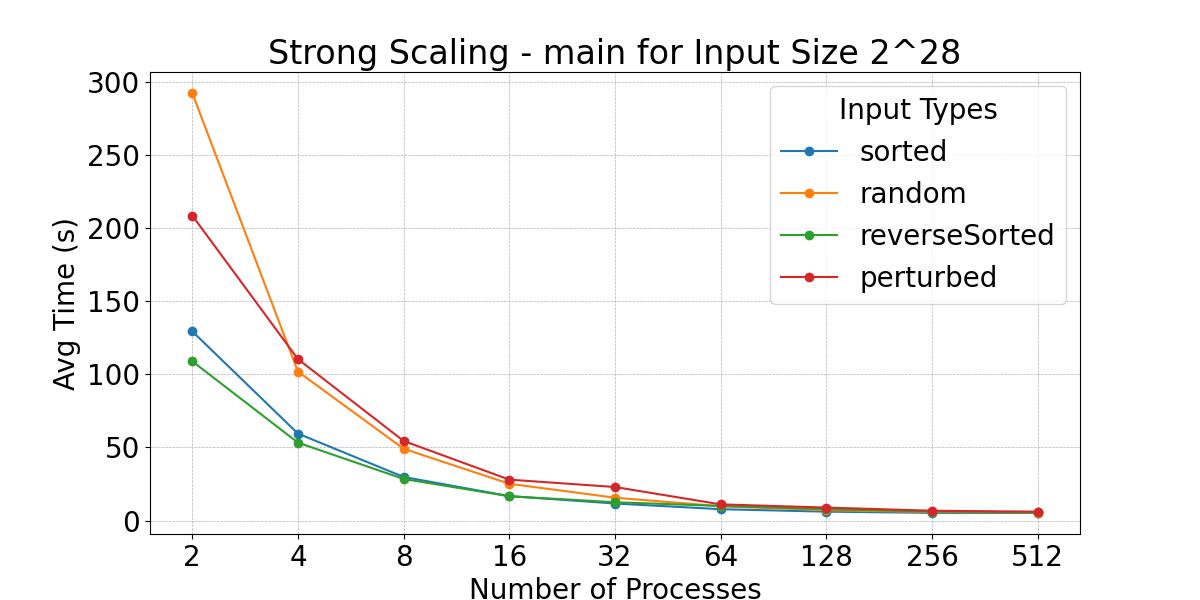 Strong Scaling - main for Input Size 2^28
300
250
200
150
100
50
0
Avg Time (s)
Input Types
sorted
random
reverseSorted
perturbed
2 4 8 16 32 64 128 256 512
Number of Processes